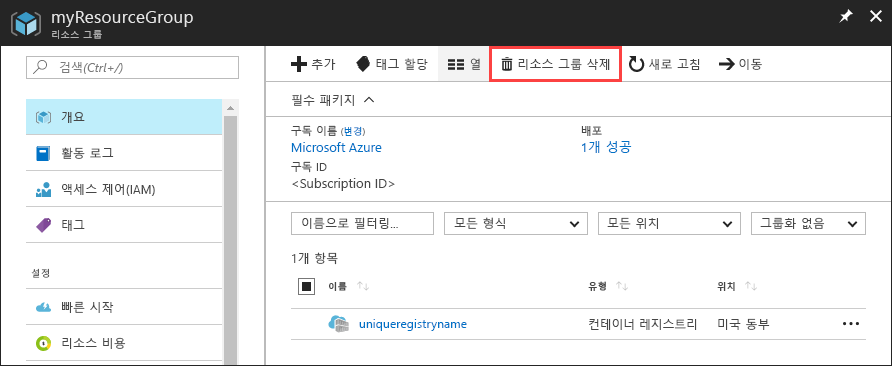 myResourceGroup
리소스 그룹
검색(Ctrl+/)
개요
활동 로그
액세스 제어(IAM)
태그
설정
빠른 시작
리소스 비용
추가 태그 할당 열 리소스 그룹 삭제 새로 고침 이동
필수 패키지
구독 이름 (변경) 배포
Microsoft Azure 1개 성공
구독 ID
<Subscription ID>
이름으로 필터링... 모든 형식 모든 위치 그룹화 없음
1개 항목
이름 유형 위치
uniqueregistryname 컨테이너 레지스트리 미국 동부